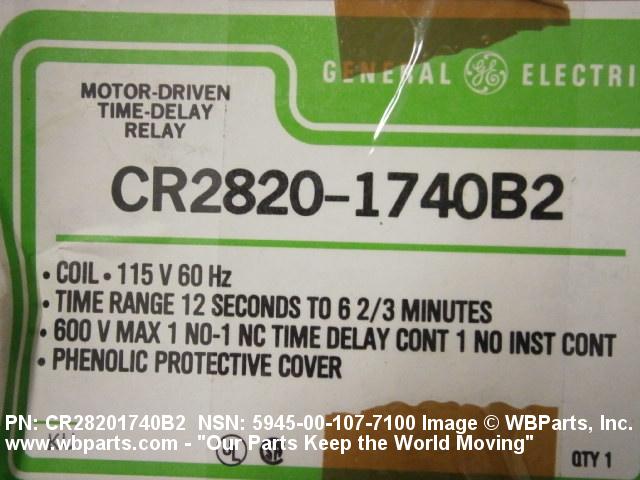 GENERAL GE ELECTRI
MOTOR-DRIVEN
TIME-DELAY
RELAY
CR2820-1740B2
• COIL • 115 V 60 Hz
• TIME RANGE 12 SECONDS TO 6 2/3 MINUTES
• 600 V MAX 1 NO-1 NC TIME DELAY CONT 1 NO INST CONT
• PHENOLIC PROTECTIVE COVER
PN: CR28201740B2 NSN: 5945-00-107-7100 Image © WBParts, Inc.
www.wbparts.com - "Our Parts Keep the World Moving"
UL
QTY 1